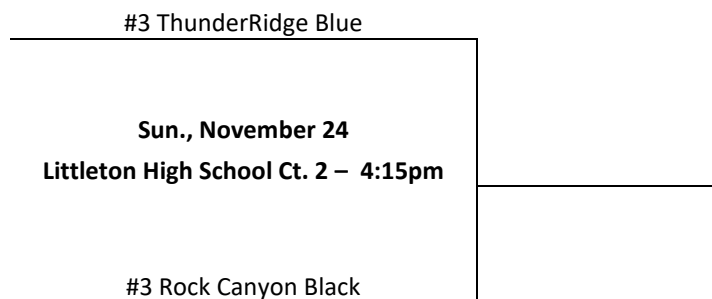 #3 ThunderRidge Blue
Sun., November 24
Littleton High School Ct. 2 – 4:15pm
#3 Rock Canyon Black